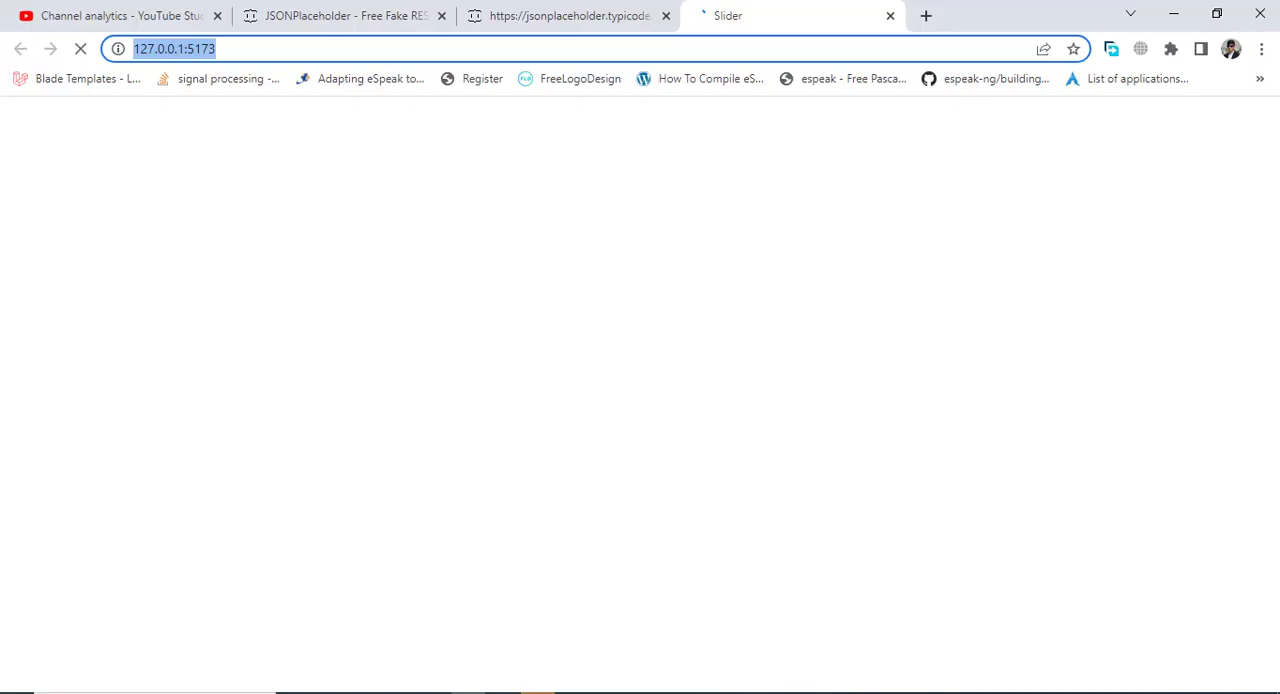 Channel analytics - YouTube Stu
JSONPlaceholder - Free Fake RES
https://jsonplaceholder.typicode.
Slider
127.0.0.1:5173
Blade Templates - L...
signal processing -...
Adapting eSpeak to...
Register
FLD
FreeLogoDesign
How To Compile eS...
espeak - Free Pasca...
espeak-ng/building...
List of applications...